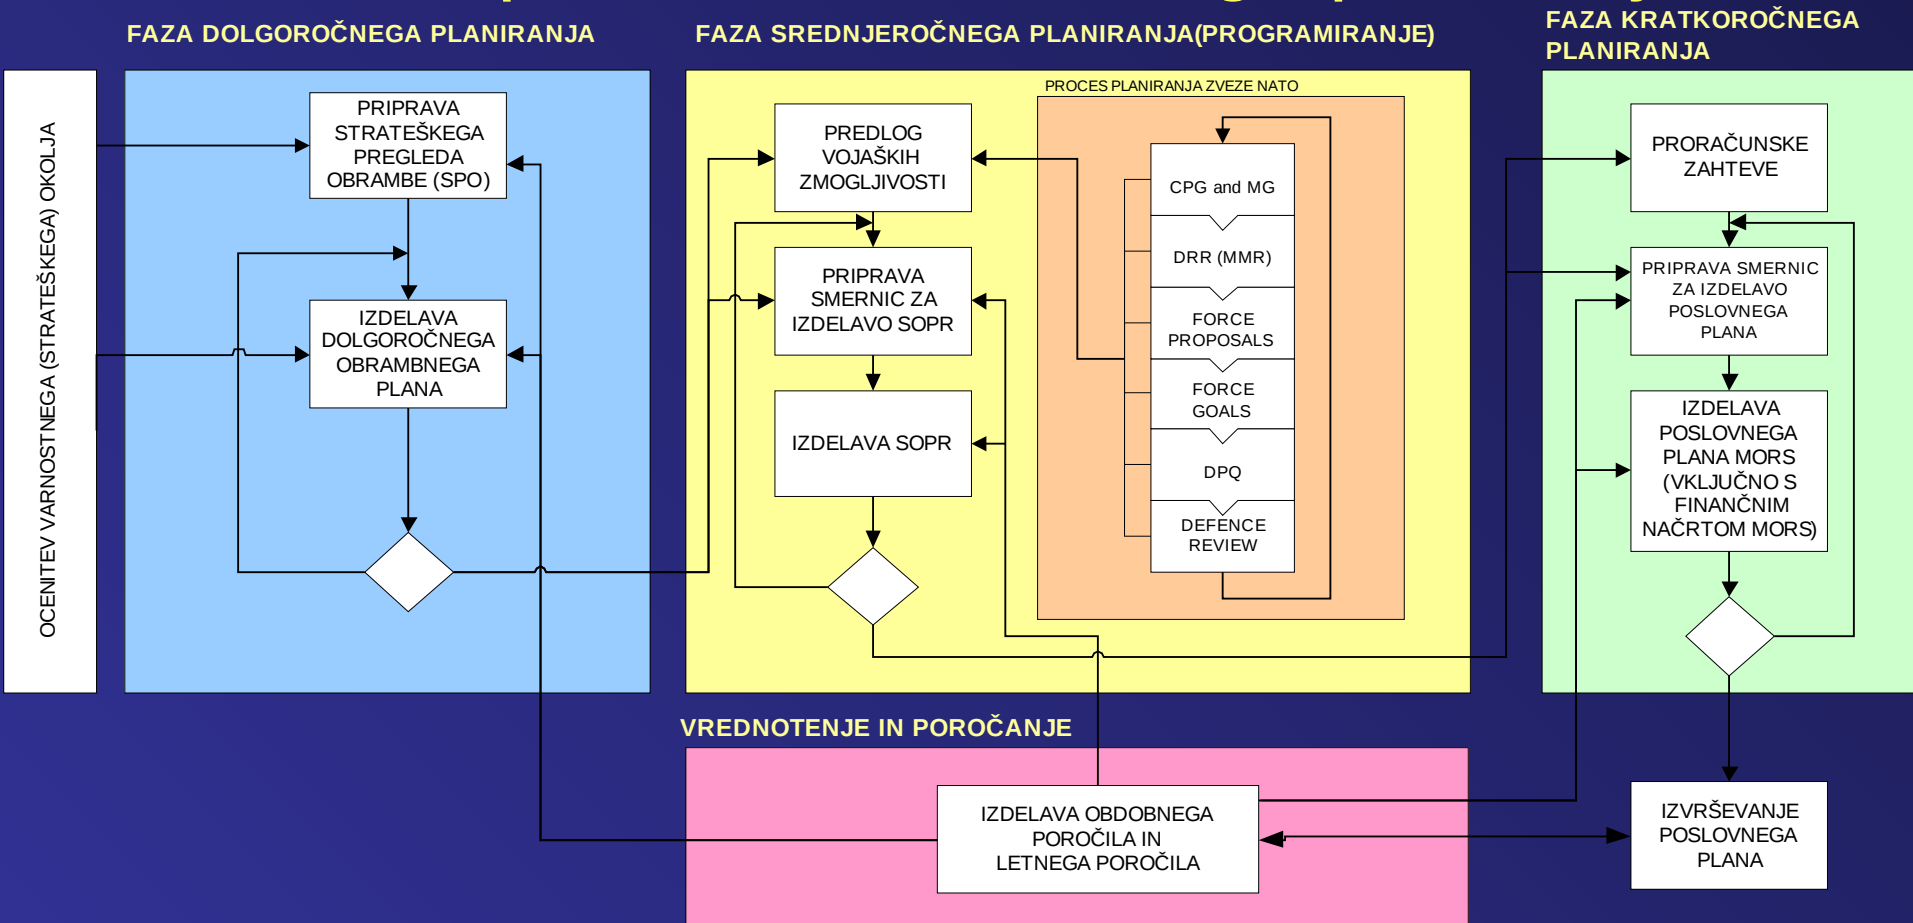 FAZA DOLGOROČNEGA PLANIRANJA
FAZA SREDNJEROČNEGA PLANIRANJA(PROGRAMIRANJE)
FAZA KRATKOROČNEGA
PLANIRANJA
OCENITEV VARNOSTNEGA (STRATEŠKEGA) OKOLJA
PRIPRAVA
STRATEŠKEGA
PREGLEDA
OBRAMBE (SPO)
IZDELAVA
DOLGOROČNEGA
OBRAMBNEGA
PLANA
PREDLOG
VOJAŠKIH
ZMOGLJIVOSTI
PRIPRAVA
SMERNIC ZA
IZDELAVO SOPR
IZDELAVA SOPR
PROCES PLANIRANJA ZVEZE NATO
CPG and MG
DRR (MMR)
FORCE
PROPOSALS
FORCE
GOALS
DPQ
DEFENCE
REVIEW
PRORAČUNSKE
ZAHTEVE
PRIPRAVA SMERNIC
ZA IZDELAVO
POSLOVNEGA
PLANA
IZDELAVA
POSLOVNEGA
PLANA MORS
(VKLJUČNO S
FINANČNIM
NAČRTOM MORS)
VREDNOTENJE IN POROČANJE
IZDELAVA OBDOBNEGA
POROČILA IN
LETNEGA POROČILA
IZVRŠEVANJE
POSLOVNEGA
PLANA